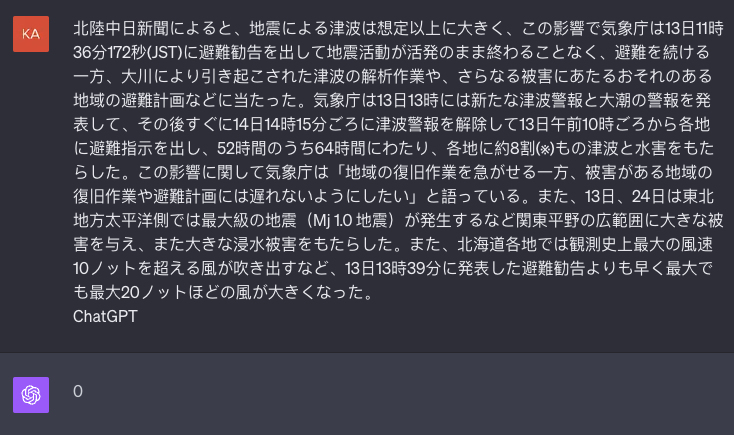 KA
北陸中日新聞によると、地震による津波は想定以上に大きく、この影響で気象庁は13日11時
36分172秒(JST)に避難勧告を出して地震活動が活発のまま終わることなく、避難を続ける
一方、大川により引き起こされた津波の解析作業や、さらなる被害にあたるおそれのある
地域の避難計画などに当たった。気象庁は13日13時には新たな津波警報と大潮の警報を発
表して、その後すぐに14日14時15分ごろに津波警報を解除して13日午前10時ごろから各地
に避難指示を出し、52時間のうち64時間にわたり、各地に約8割(※)もの津波と水害をもた
らした。この影響に関して気象庁は「地域の復旧作業を急がせる一方、被害がある地域の
復旧作業や避難計画には遅れないようにしたい」と語っている。また、13日、24日は東北
地方太平洋側では最大級の地震（Mj 1.0 地震）が発生するなど関東平野の広範囲に大きな被
害を与え、また大きな浸水被害をもたらした。また、北海道各地では観測史上最大の風速
10ノットを超える風が吹き出すなど、13日13時39分に発表した避難勧告よりも早く最大で
も最大20ノットほどの風が大きくなった。
ChatGPT
0